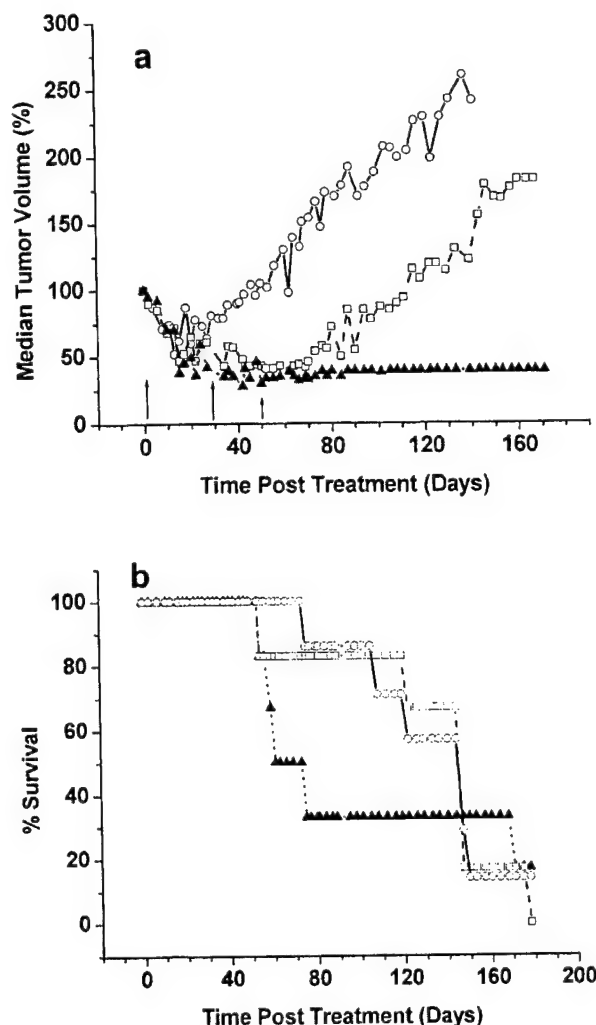 a
300
250
200
150
100
50
0
Median Tumor Volume (%)
0 40 80 120 160
Time Post Treatment (Days)
b
100
80
60
40
20
0
% Survival
0 40 80 120 160 200
Time Post Treatment (Days)